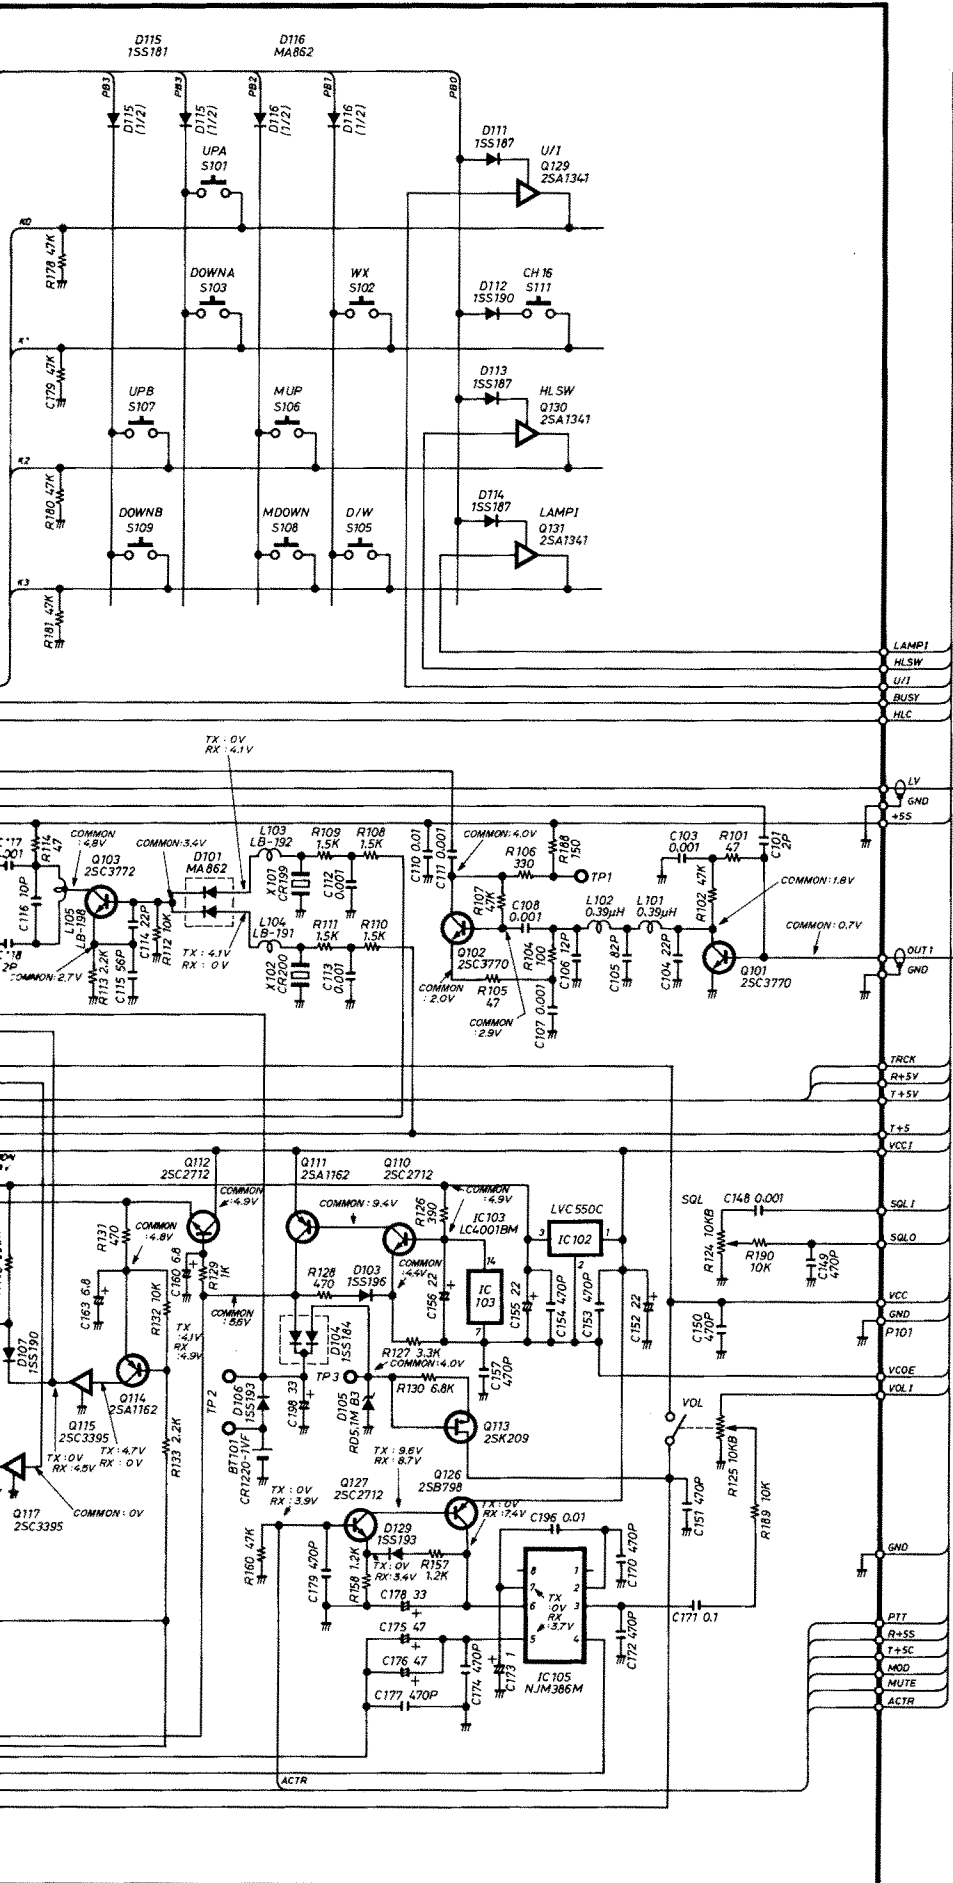 D115
1SS181
D116
MA862
PB3
PB3
PB2
PB1
PB0
D115
(1/2)
D115
(1/2)
D116
(1/2)
D116
(1/2)
D111
1SS187
U/I
Q129
2SA1341
UPA
S101
K0
R178 47K
DOWNA
S103
WX
S102
D112
1SS190
CH16
S111
K1
C179 47K
D113
1SS187
HLSW
Q130
2SA1341
UPB
S107
MUP
S106
K2
R180 47K
D114
1SS187
LAMPI
Q131
2SA1341
DOWNB
S109
MDOWN
S108
D/W
S105
K3
R181 47K
LAMPI
HLSW
U/I
BUSY
HLC
TX : 0V
RX : 4.1V
LV
GND
+5S
R114
47
COMMON
:4.8V
Q103
2SC3772
COMMON:3.4V
D101
MA862
L103
LB-192
R109
1.5K
R108
1.5K
X101
CR199
C112
0.001
C110 0.01
C111 0.001
COMMON:4.0V
R106
330
R188
150
TP1
C103
0.001
R101
47
C101
2P
C116 10P
L105
LB-198
C114 22P
R112 10K
L104
LB-191
R111
1.5K
R110
1.5K
TX : 4.1V
RX : 0V
X102
CR200
C113
0.001
R107
47K
C108
0.001
L102
0.39μH
L101
0.39μH
R102 47K
COMMON:1.8V
COMMON:0.7V
Q102
2SC3770
R104
100
C106 12P
C105 82P
C104 22P
Q101
2SC3770
OUT1
GND
2P
COMMON:2.7V
R113 2.2K
C115 56P
COMMON
:2.0V
R105
47
COMMON
:2.9V
C107 0.001
TRCK
R+5V
T+5V
T+5
VCCI
Q112
2SC2712
Q111
2SA1162
Q110
2SC2712
COMMON
:4.9V
COMMON:9.4V
COMMON
:4.9V
R126
390
IC103
LC4001BM
LVC550C
3
IC102
1
2
SQL
C148 0.001
SQLI
R124 10KB
R190
10K
C149
470P
SQLO
R131
470
COMMON
:4.8V
C163 6.8
C160 6.8
R129
1K
R128
470
D103
1SS196
COMMON
:4.4V
C156 22
14
IC
103
7
C155 22
C154 470P
C153 470P
C152 22
C150
470P
VCC
GND
P101
R132 10K
TX
:4.1V
RX
:4.9V
COMMON
:5.6V
D104
1SS184
R127 3.3K
COMMON:4.0V
C157
470P
VCOE
D107
1SS190
Q114
2SA1162
TP2
D106
1SS193
C198 33
TP3
D105
RD5.1M B3
R130 6.8K
Q113
2SK209
VOL
VOLI
Q115
2SC3395
TX:0V
RX:4.5V
TX:4.7V
RX:0V
R133 2.2K
BT101
CR1220-1VF
TX:9.6V
RX:8.7V
R125 10KB
R189 10K
Q117
2SC3395
COMMON:0V
TX : 0V
RX : 3.9V
Q127
2SC2712
Q126
2SB798
TX:0V
RX:7.4V
C151 470P
R160 47K
C179 470P
R158 1.2K
D129
1SS193
TX:0V
RX:3.4V
R157
1.2K
C196 0.01
C170 470P
GND
C178 33
C175 47
C176 47
C177 470P
C174 470P
C173 1
8
7
6
5
1
2
3
4
TX
:0V
RX
:3.7V
IC105
NJM386M
C172 470P
C171 0.1
PTT
R+5S
T+5C
MOD
MUTE
ACTR
ACTR